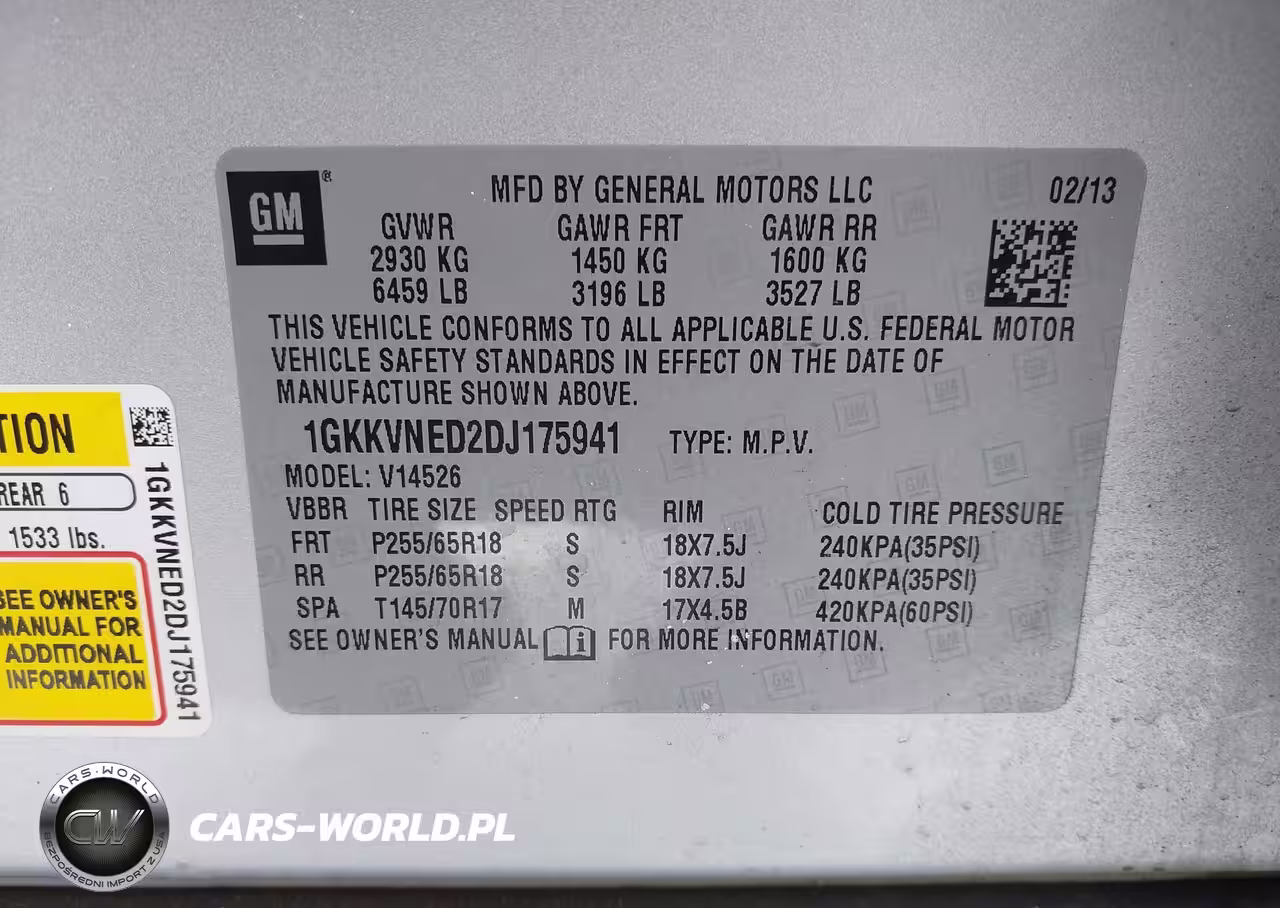 GM ®
MFD BY GENERAL MOTORS LLC 02/13
GVWR GAWR FRT GAWR RR
2930 KG 1450 KG 1600 KG
6459 LB 3196 LB 3527 LB
THIS VEHICLE CONFORMS TO ALL APPLICABLE U.S. FEDERAL MOTOR
VEHICLE SAFETY STANDARDS IN EFFECT ON THE DATE OF
MANUFACTURE SHOWN ABOVE.
1GKKVNED2DJ175941 TYPE: M.P.V.
MODEL: V14526
VBBR TIRE SIZE SPEED RTG RIM COLD TIRE PRESSURE
FRT P255/65R18 S 18X7.5J 240KPA(35PSI)
RR P255/65R18 S 18X7.5J 240KPA(35PSI)
SPA T145/70R17 M 17X4.5B 420KPA(60PSI)
SEE OWNER'S MANUAL i FOR MORE INFORMATION.
TION
REAR 6
1533 lbs.
SEE OWNER'S
MANUAL FOR
ADDITIONAL
INFORMATION
1GKKVNED2DJ175941
CARS-WORLD
CW
BEZPOŚREDNI IMPORT Z USA
CARS-WORLD.PL